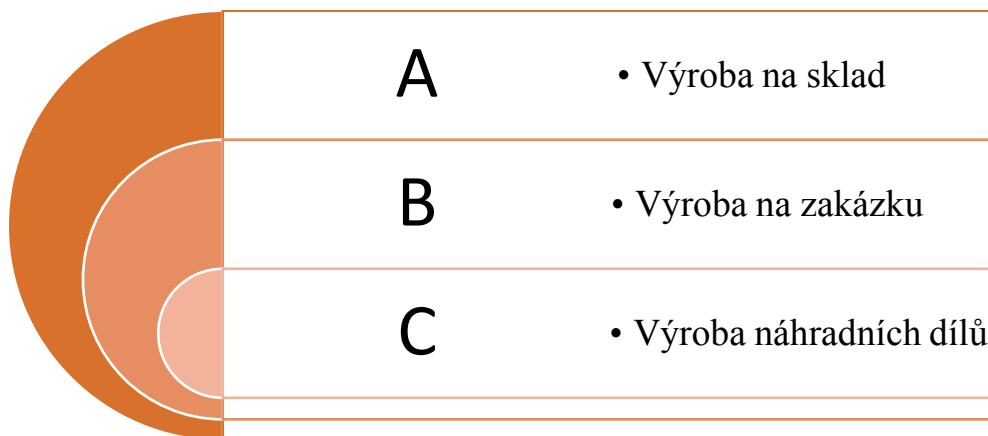 A
• Výroba na sklad
B
• Výroba na zakázku
C
• Výroba náhradních dílů